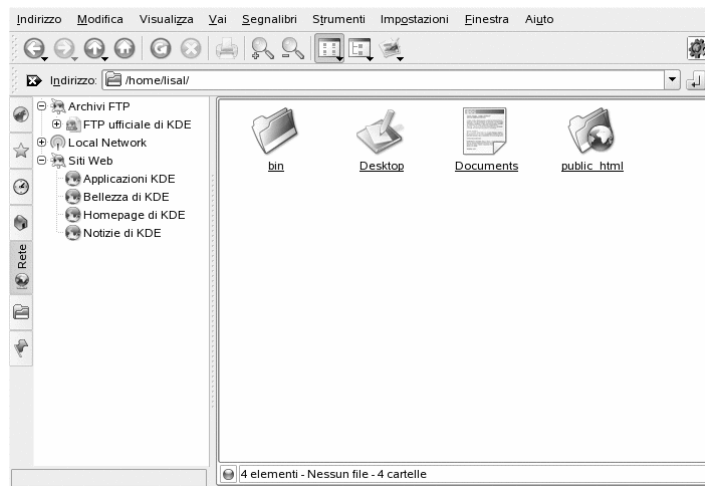 Indirizzo Modifica Visualizza Vai Segnalibri Strumenti Impostazioni Finestra Aiuto
Indirizzo: /home/lisal/
Archivi FTP
FTP ufficiale di KDE
Local Network
Siti Web
Applicazioni KDE
Bellezza di KDE
Homepage di KDE
Notizie di KDE
Rete
bin Desktop Documents public_html
4 elementi - Nessun file - 4 cartelle